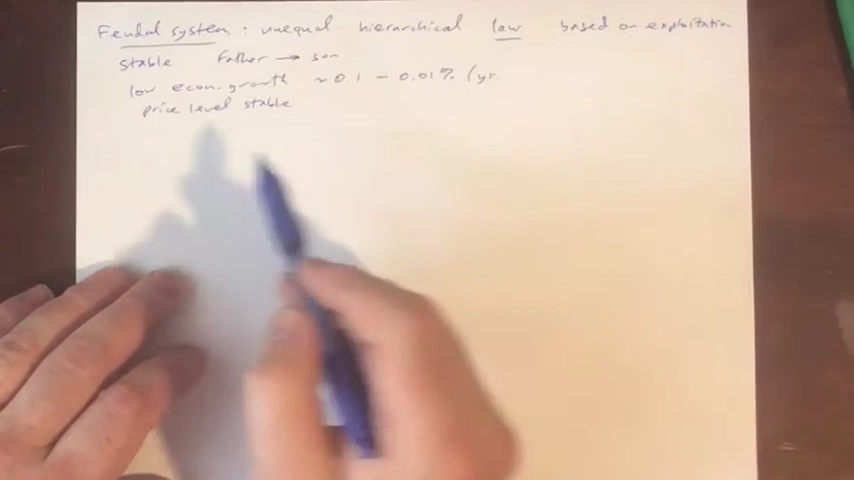 Feudal system : unequal hierarchical law based on exploitation
stable Father → son
low econ. growth ~0.1 - 0.01% /yr
price level stable